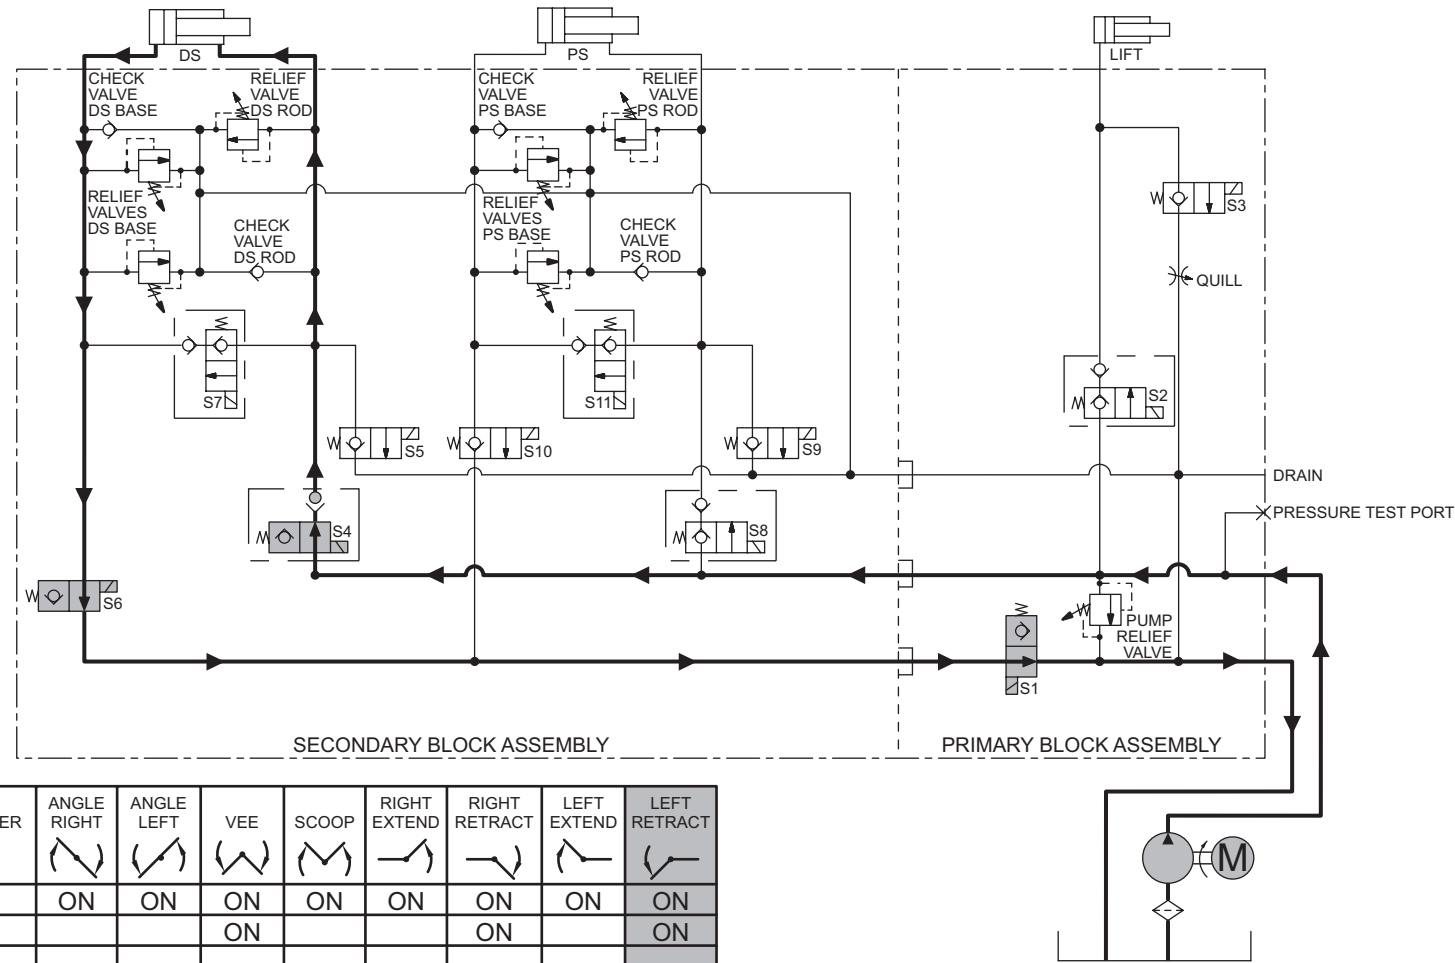 DS
PS
LIFT
CHECK
VALVE
DS BASE
RELIEF
VALVE
DS ROD
CHECK
VALVE
PS BASE
RELIEF
VALVE
PS ROD
S3
RELIEF
VALVES
DS BASE
CHECK
VALVE
DS ROD
RELIEF
VALVES
PS BASE
CHECK
VALVE
PS ROD
QUILL
S7
S11
S2
S5
S10
S9
DRAIN
PRESSURE TEST PORT
S4
S8
S6
PUMP
RELIEF
VALVE
S1
SECONDARY BLOCK ASSEMBLY
PRIMARY BLOCK ASSEMBLY
M
ER
ANGLE
RIGHT
ANGLE
LEFT
VEE
SCOOP
RIGHT
EXTEND
RIGHT
RETRACT
LEFT
EXTEND
LEFT
RETRACT
ON ON ON ON ON ON ON ON
ON ON ON